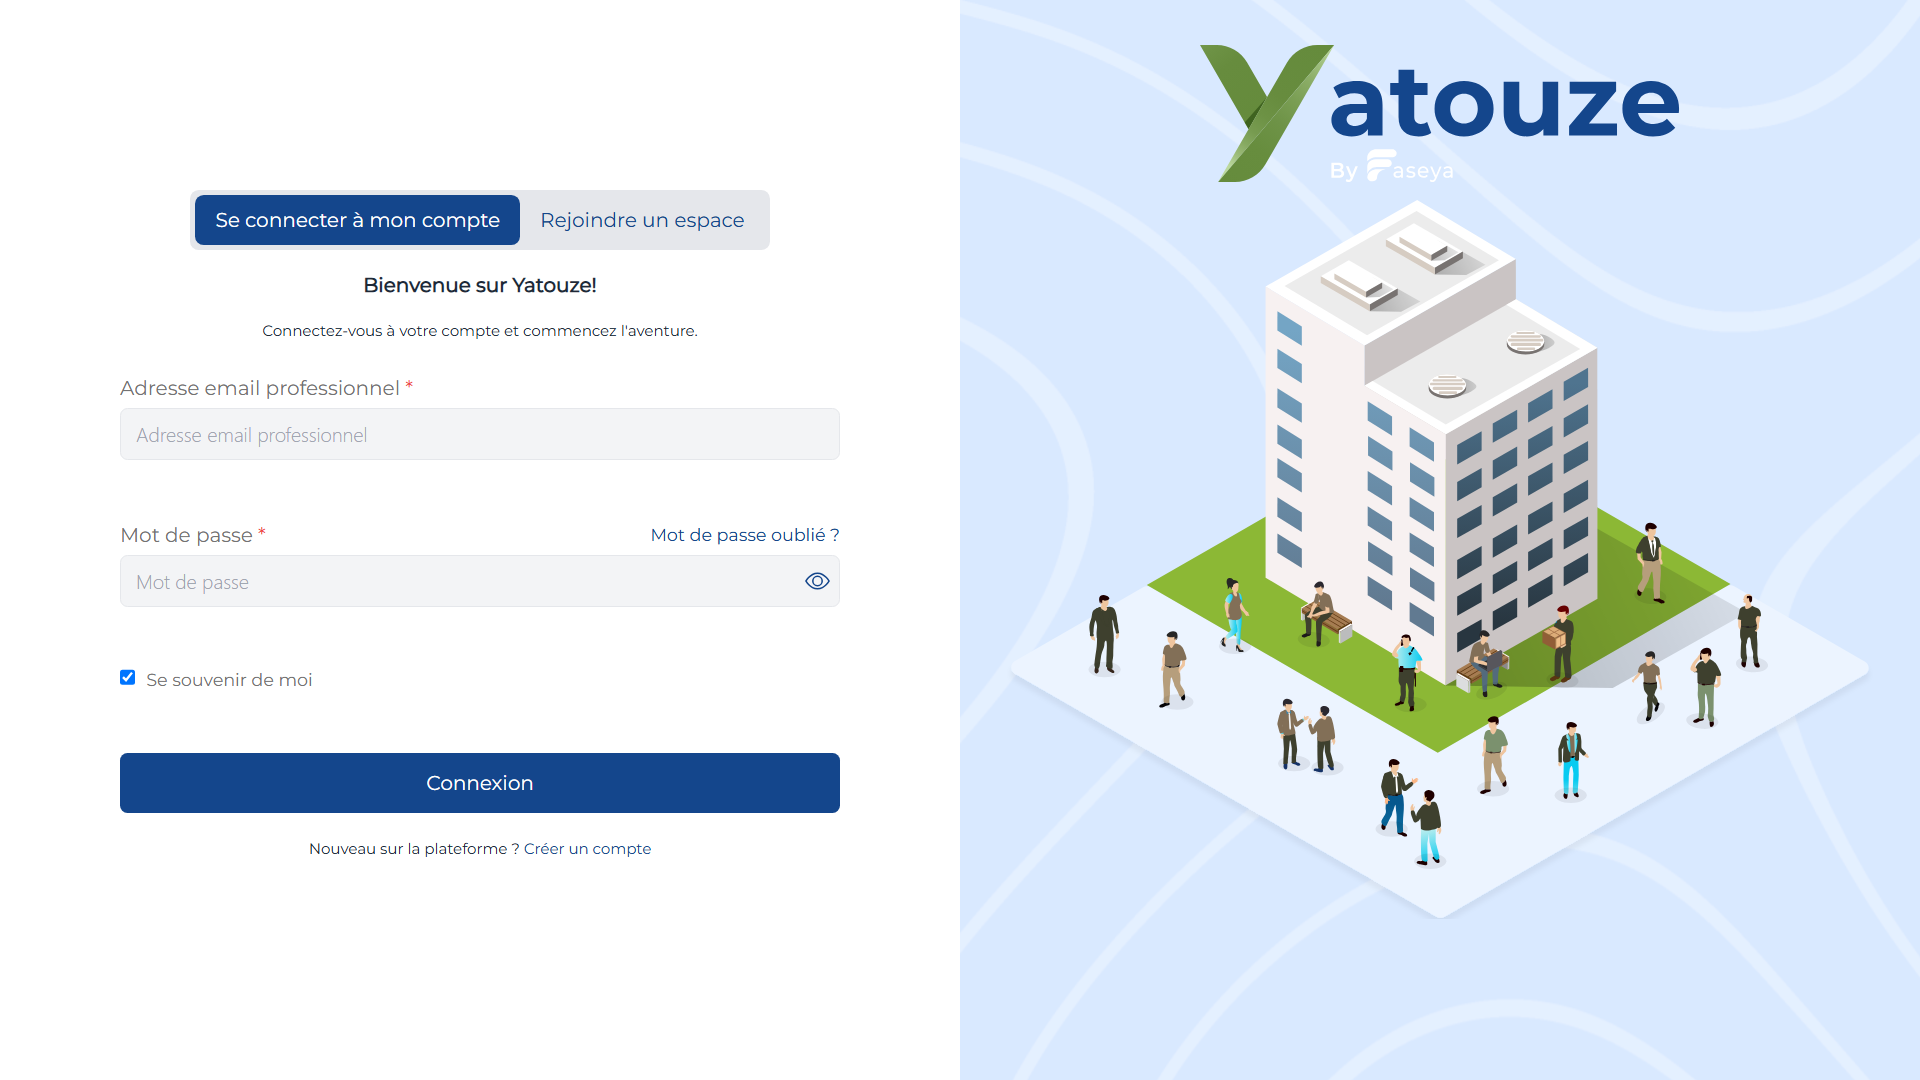 Se connecter à mon compte
Rejoindre un espace
Bienvenue sur Yatouze!
Connectez-vous à votre compte et commencez l'aventure.
Adresse email professionnel *
Adresse email professionnel
Mot de passe *
Mot de passe oublié ?
Mot de passe
Se souvenir de moi
Connexion
Nouveau sur la plateforme ? Créer un compte
Yatouze
By Faseya